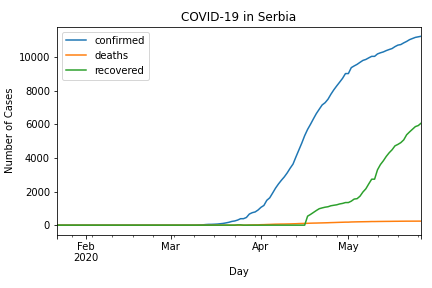 COVID-19 in Serbia
confirmed
deaths
recovered
Number of Cases
10000
8000
6000
4000
2000
0
Feb
2020
Mar
Apr
May
Day